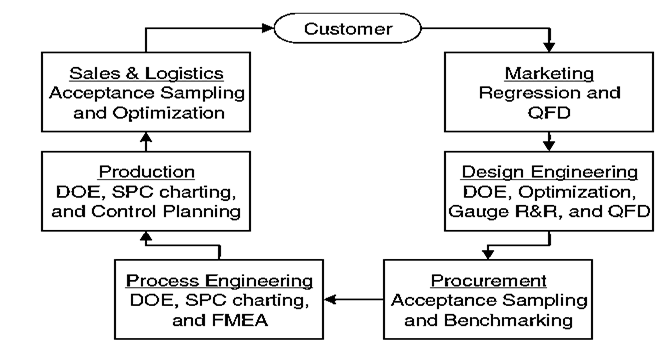 Customer
Marketing
Regression and
QFD
Design Engineering
DOE, Optimization,
Gauge R&R, and QFD
Procurement
Acceptance Sampling
and Benchmarking
Process Engineering
DOE, SPC charting,
and FMEA
Production
DOE, SPC charting,
and Control Planning
Sales & Logistics
Acceptance Sampling
and Optimization